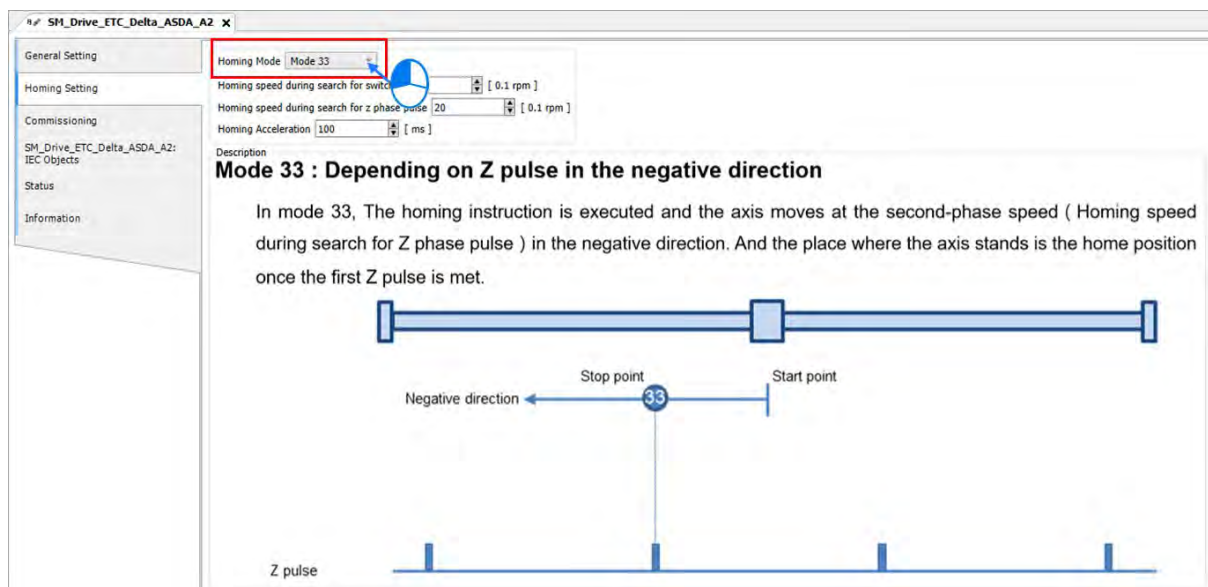 SM_Drive_ETC_Delta_ASDA_A2 X
General Setting
Homing Setting
Commissioning
SM_Drive_ETC_Delta_ASDA_A2:
IEC Objects
Status
Information
Homing Mode Mode 33
Homing speed during search for switc [ 0.1 rpm ]
Homing speed during search for z phase pulse 20 [ 0.1 rpm ]
Homing Acceleration 100 [ ms ]
Description
Mode 33 : Depending on Z pulse in the negative direction
In mode 33, The homing instruction is executed and the axis moves at the second-phase speed ( Homing speed
during search for Z phase pulse ) in the negative direction. And the place where the axis stands is the home position
once the first Z pulse is met.
Stop point Start point
Negative direction 33
Z pulse